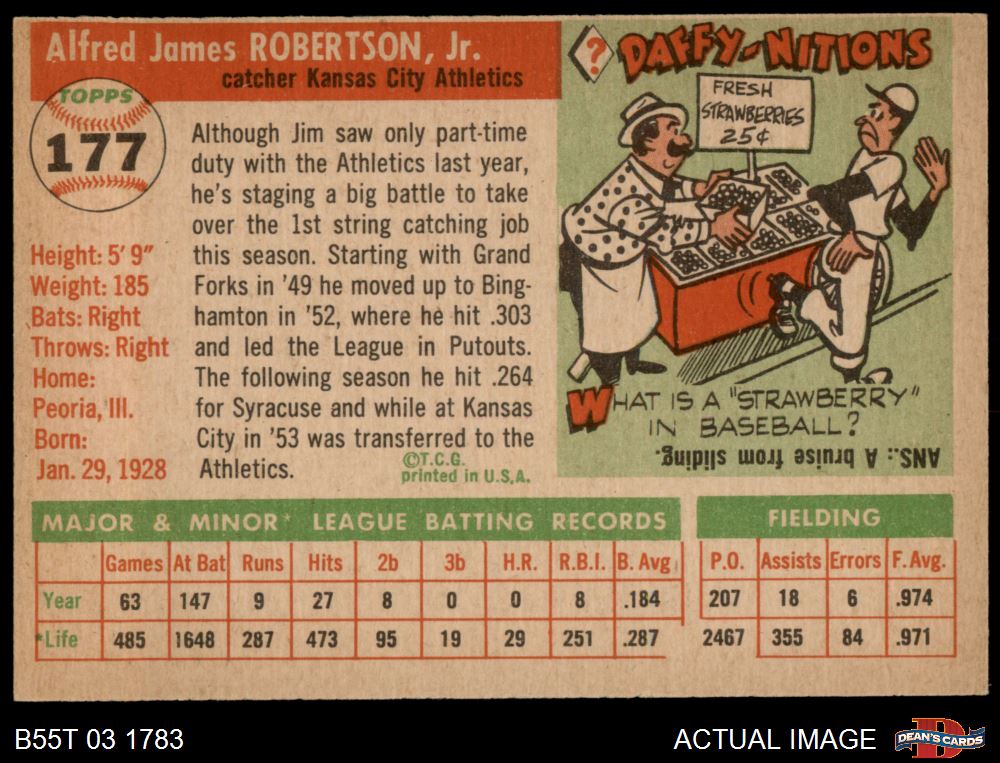 Alfred James ROBERTSON, Jr.
catcher Kansas City Athletics
TOPPS
177
Height: 5' 9"
Weight: 185
Bats: Right
Throws: Right
Home:
Peoria, Ill.
Born:
Jan. 29, 1928
Although Jim saw only part-time
duty with the Athletics last year,
he's staging a big battle to take
over the 1st string catching job
this season. Starting with Grand
Forks in '49 he moved up to Bing-
hamton in '52, where he hit .303
and led the League in Putouts.
The following season he hit .264
for Syracuse and while at Kansas
City in '53 was transferred to the
Athletics.
©T.C.G.
printed in U.S.A.
?
DAFFY-NITIONS
FRESH
STRAWBERRIES
25¢
WHAT IS A "STRAWBERRY"
IN BASEBALL?
ANS.: A bruise from sliding.
MAJOR & MINOR* LEAGUE BATTING RECORDS
Games At Bat Runs Hits 2b 3b H.R. R.B.I. B. Avg
Year 63 147 9 27 8 0 0 8 .184
*Life 485 1648 287 473 95 19 29 251 .287
FIELDING
P.O. Assists Errors F. Avg.
207 18 6 .974
2467 355 84 .971
B55T 03 1783
ACTUAL IMAGE
DEAN'S CARDS